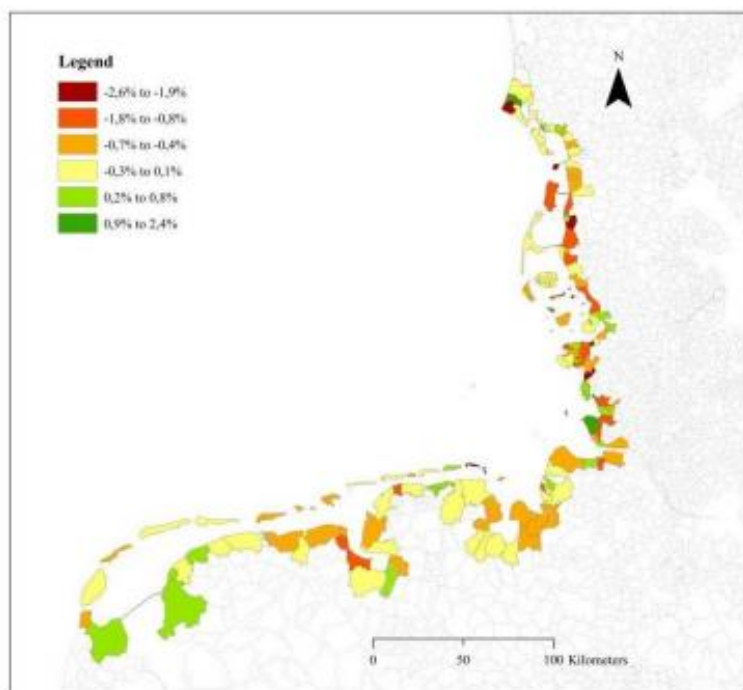 Legend
N
-2,6% to -1,9%
-1,8% to -0,8%
-0,7% to -0,4%
-0,3% to 0,1%
0,2% to 0,8%
0,9% to 2,4%
0 50 100 Kilometers